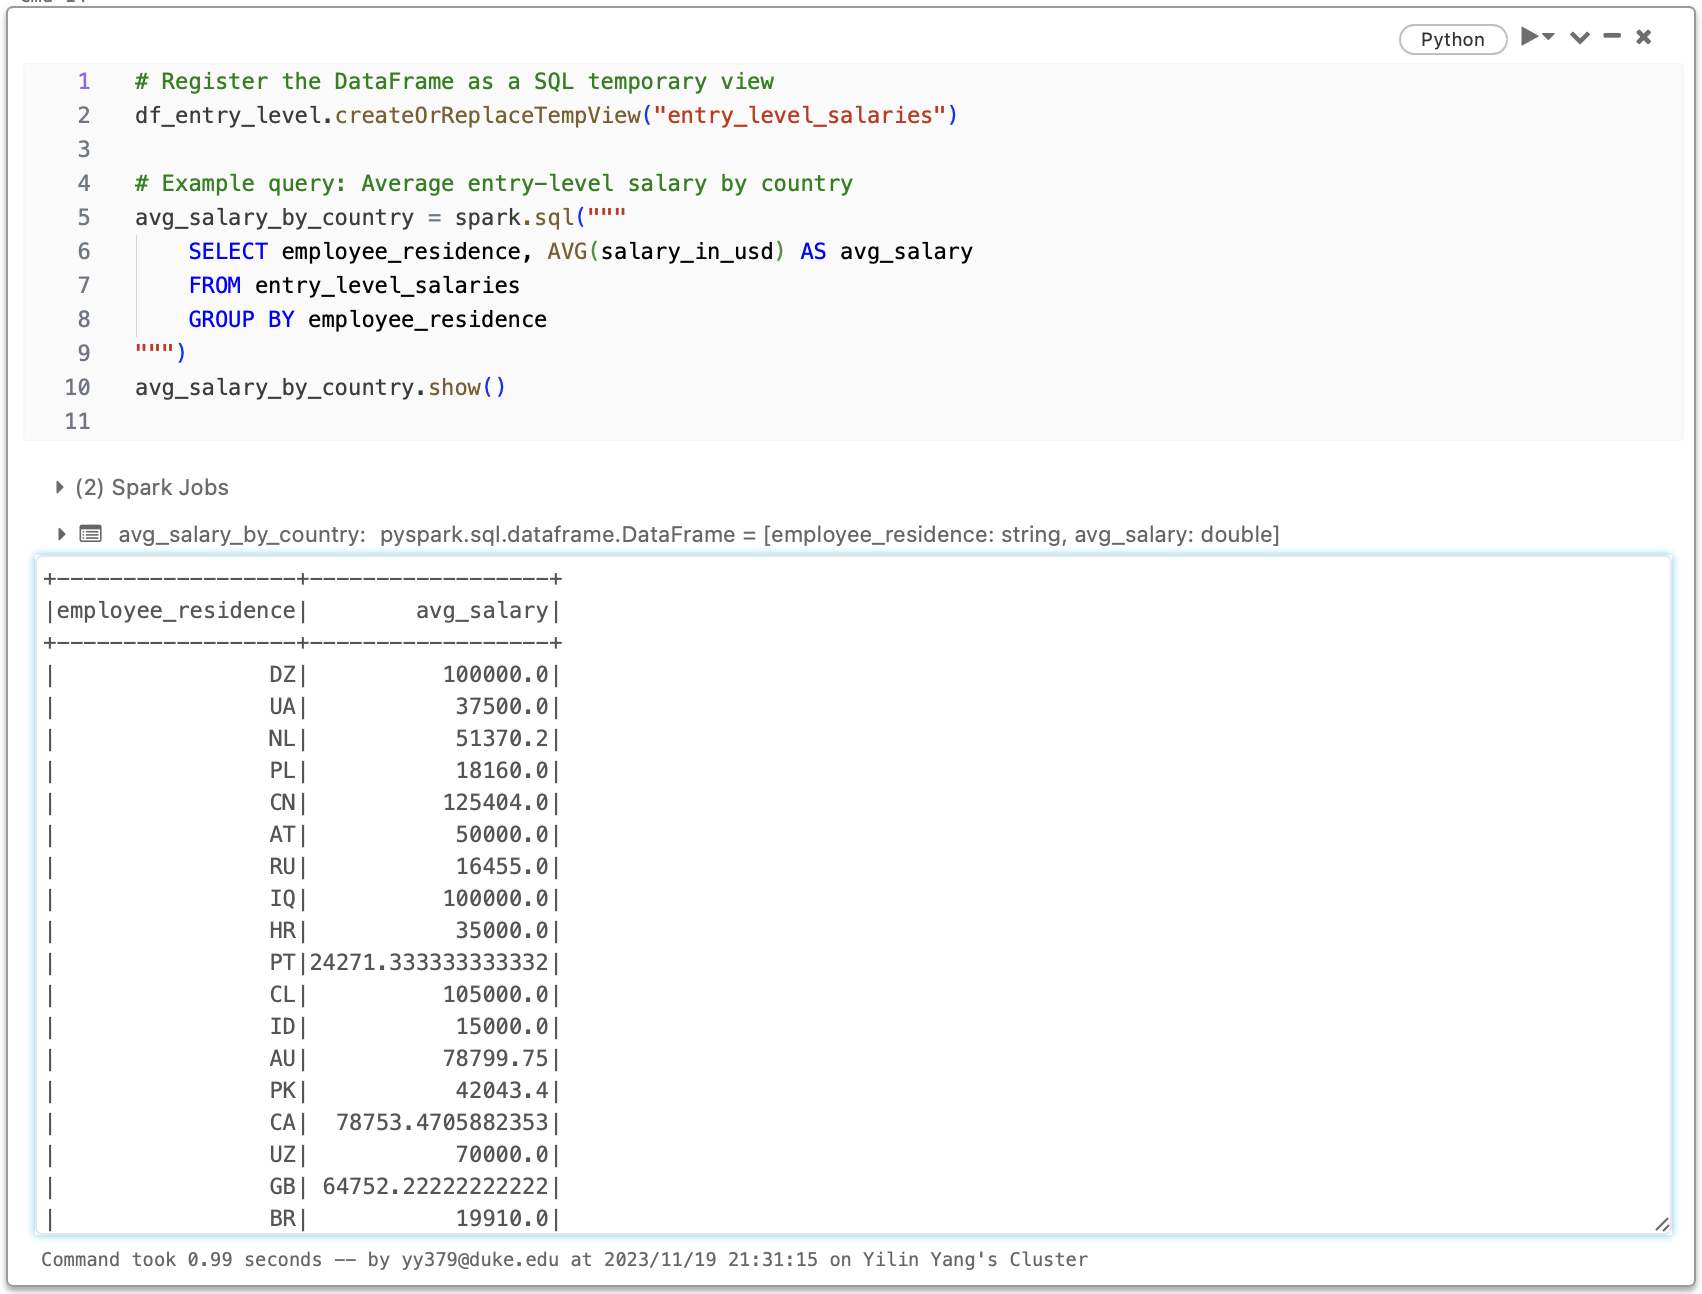 Python
1 # Register the DataFrame as a SQL temporary view
2 df_entry_level.createOrReplaceTempView("entry_level_salaries")
3
4 # Example query: Average entry-level salary by country
5 avg_salary_by_country = spark.sql("""
6     SELECT employee_residence, AVG(salary_in_usd) AS avg_salary
7     FROM entry_level_salaries
8     GROUP BY employee_residence
9 """)
10 avg_salary_by_country.show()
11
(2) Spark Jobs
avg_salary_by_country: pyspark.sql.dataframe.DataFrame = [employee_residence: string, avg_salary: double]
+------------------+------------------+
|employee_residence|        avg_salary|
+------------------+------------------+
|                DZ|          100000.0|
|                UA|           37500.0|
|                NL|           51370.2|
|                PL|           18160.0|
|                CN|          125404.0|
|                AT|           50000.0|
|                RU|           16455.0|
|                IQ|          100000.0|
|                HR|           35000.0|
|                PT|24271.333333333332|
|                CL|          105000.0|
|                ID|           15000.0|
|                AU|          78799.75|
|                PK|           42043.4|
|                CA|  78753.4705882353|
|                UZ|           70000.0|
|                GB| 64752.22222222222|
|                BR|           19910.0|
Command took 0.99 seconds -- by yy379@duke.edu at 2023/11/19 21:31:15 on Yilin Yang's Cluster